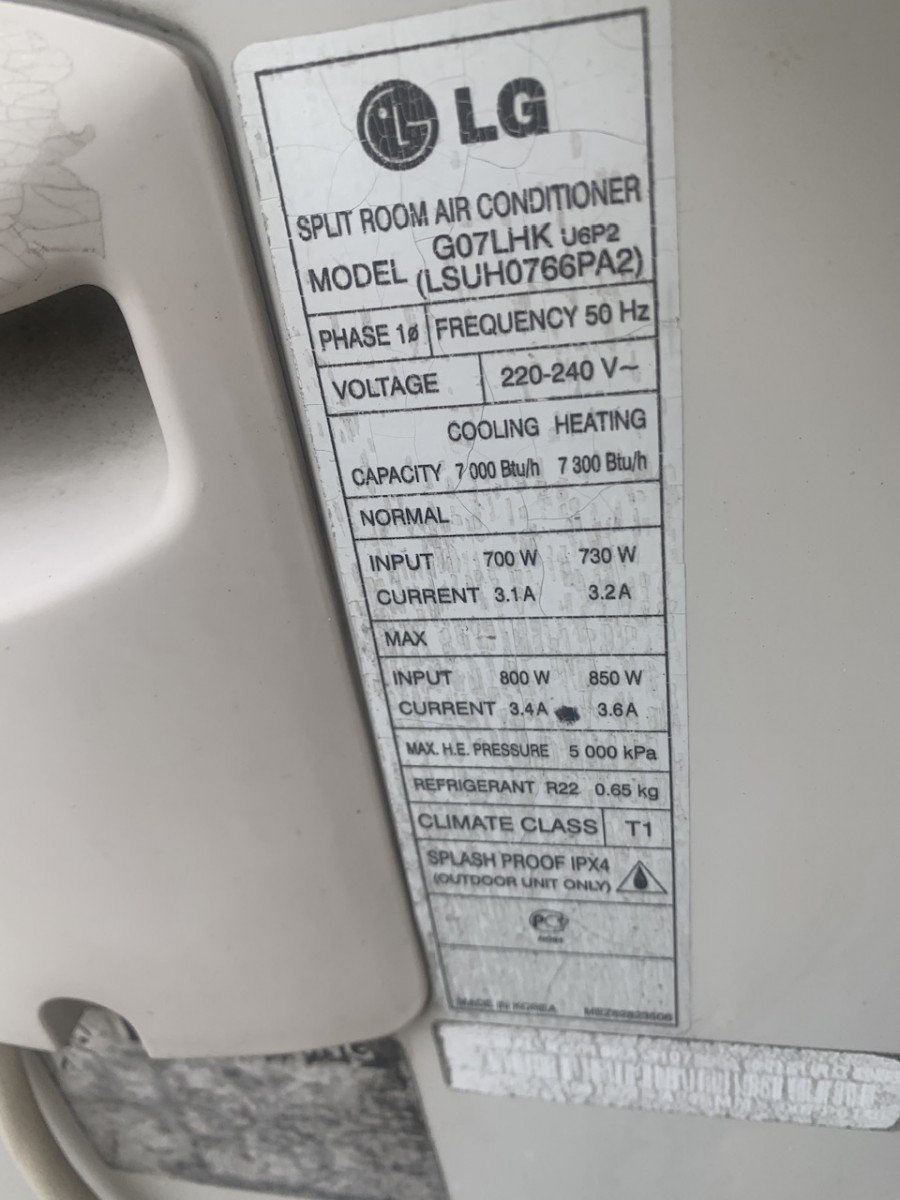 LG
SPLIT ROOM AIR CONDITIONER
G07LHK U6P2
MODEL (LSUH0766PA2)
PHASE 1ø FREQUENCY 50 Hz
VOLTAGE 220-240 V~
COOLING HEATING
CAPACITY 7 000 Btu/h 7 300 Btu/h
NORMAL
INPUT 700 W 730 W
CURRENT 3.1 A 3.2 A
MAX
INPUT 800 W 850 W
CURRENT 3.4 A 3.6 A
MAX. H.E. PRESSURE 5 000 kPa
REFRIGERANT R22 0.65 kg
CLIMATE CLASS T1
SPLASH PROOF IPX4
(OUTDOOR UNIT ONLY)
MADE IN KOREA